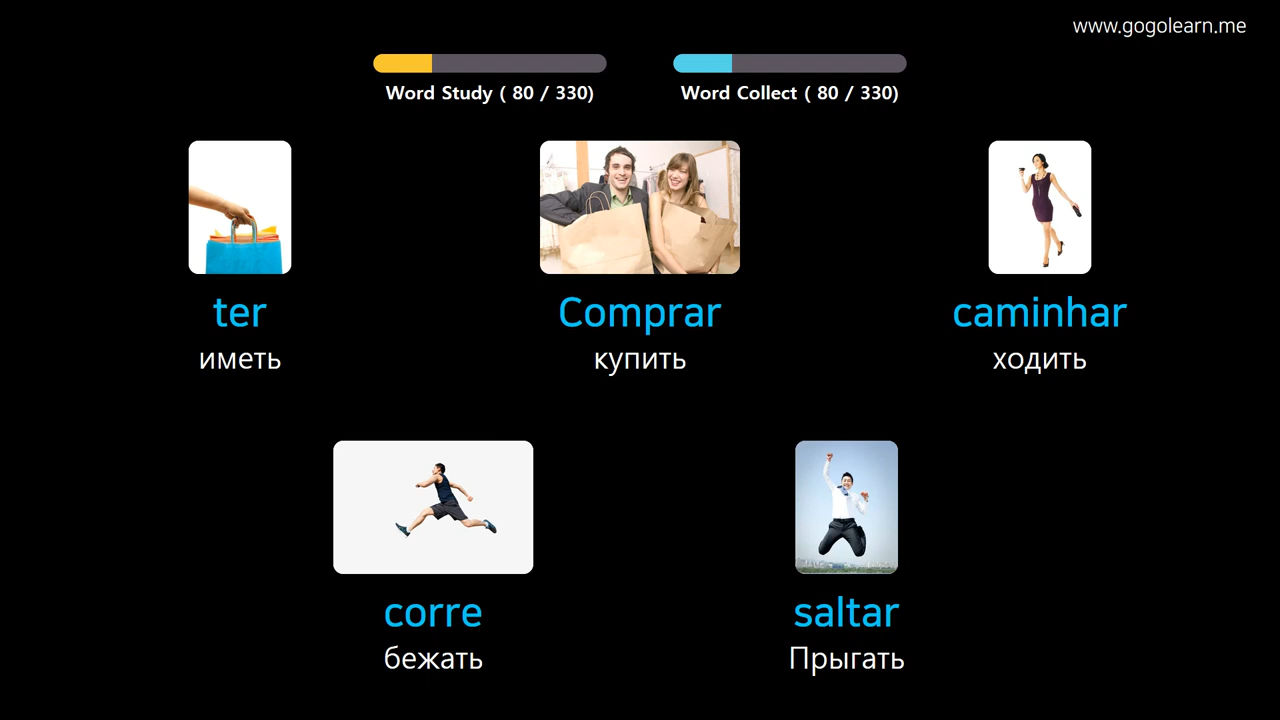 www.gogolearn.me
Word Study ( 80 / 330)
Word Collect ( 80 / 330)
ter
иметь
Comprar
купить
caminhar
ходить
corre
бежать
saltar
Прыгать